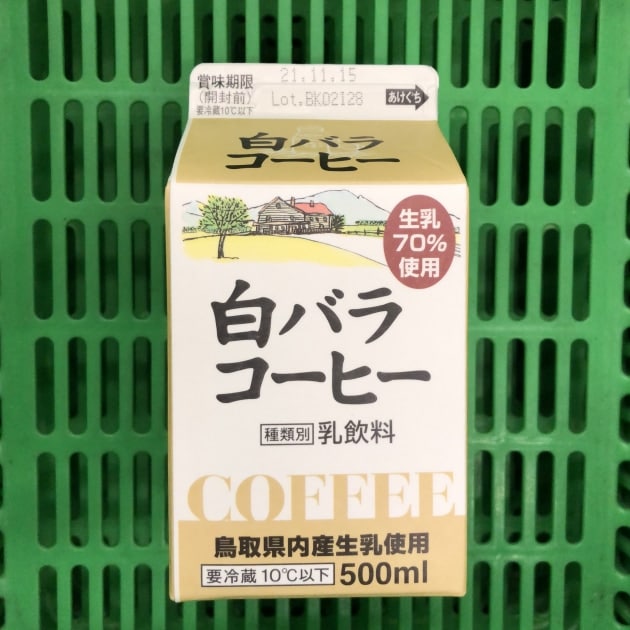 賞味期限
(開封前)
要冷蔵10℃以下
21.11.15
Lot.BK02I28
あけぐち
白バラ
コーヒー
生乳
70%
使用
白バラ
コーヒー
種類別 乳飲料
COFFEE
鳥取県内産生乳使用
要冷蔵10℃以下 500ml